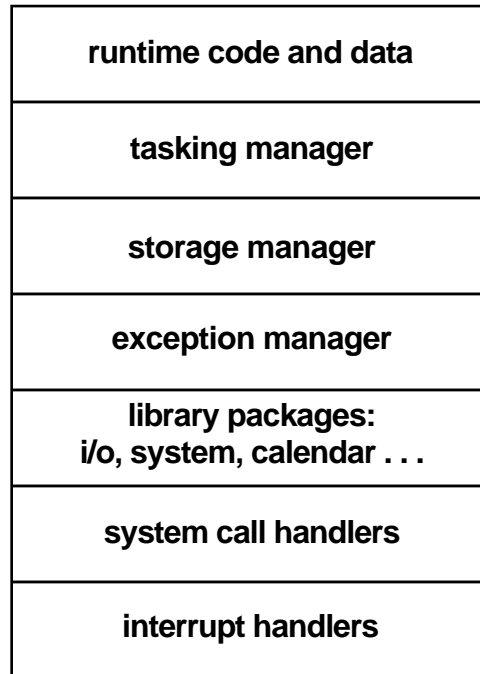 runtime code and data
tasking manager
storage manager
exception manager
library packages:
i/o, system, calendar . . .
system call handlers
interrupt handlers